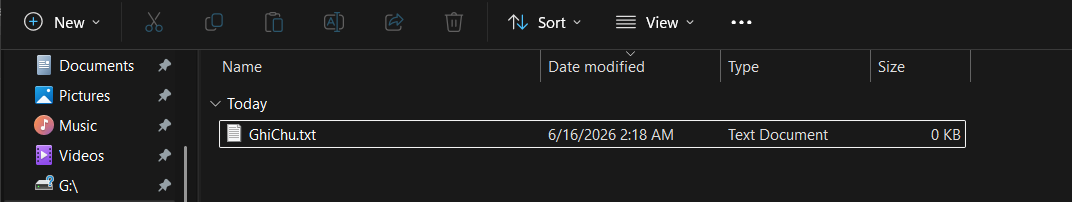 New Sort View
Documents
Pictures
Music
Videos
G:\
Name Date modified Type Size
Today
GhiChu.txt 6/16/2026 2:18 AM Text Document 0 KB